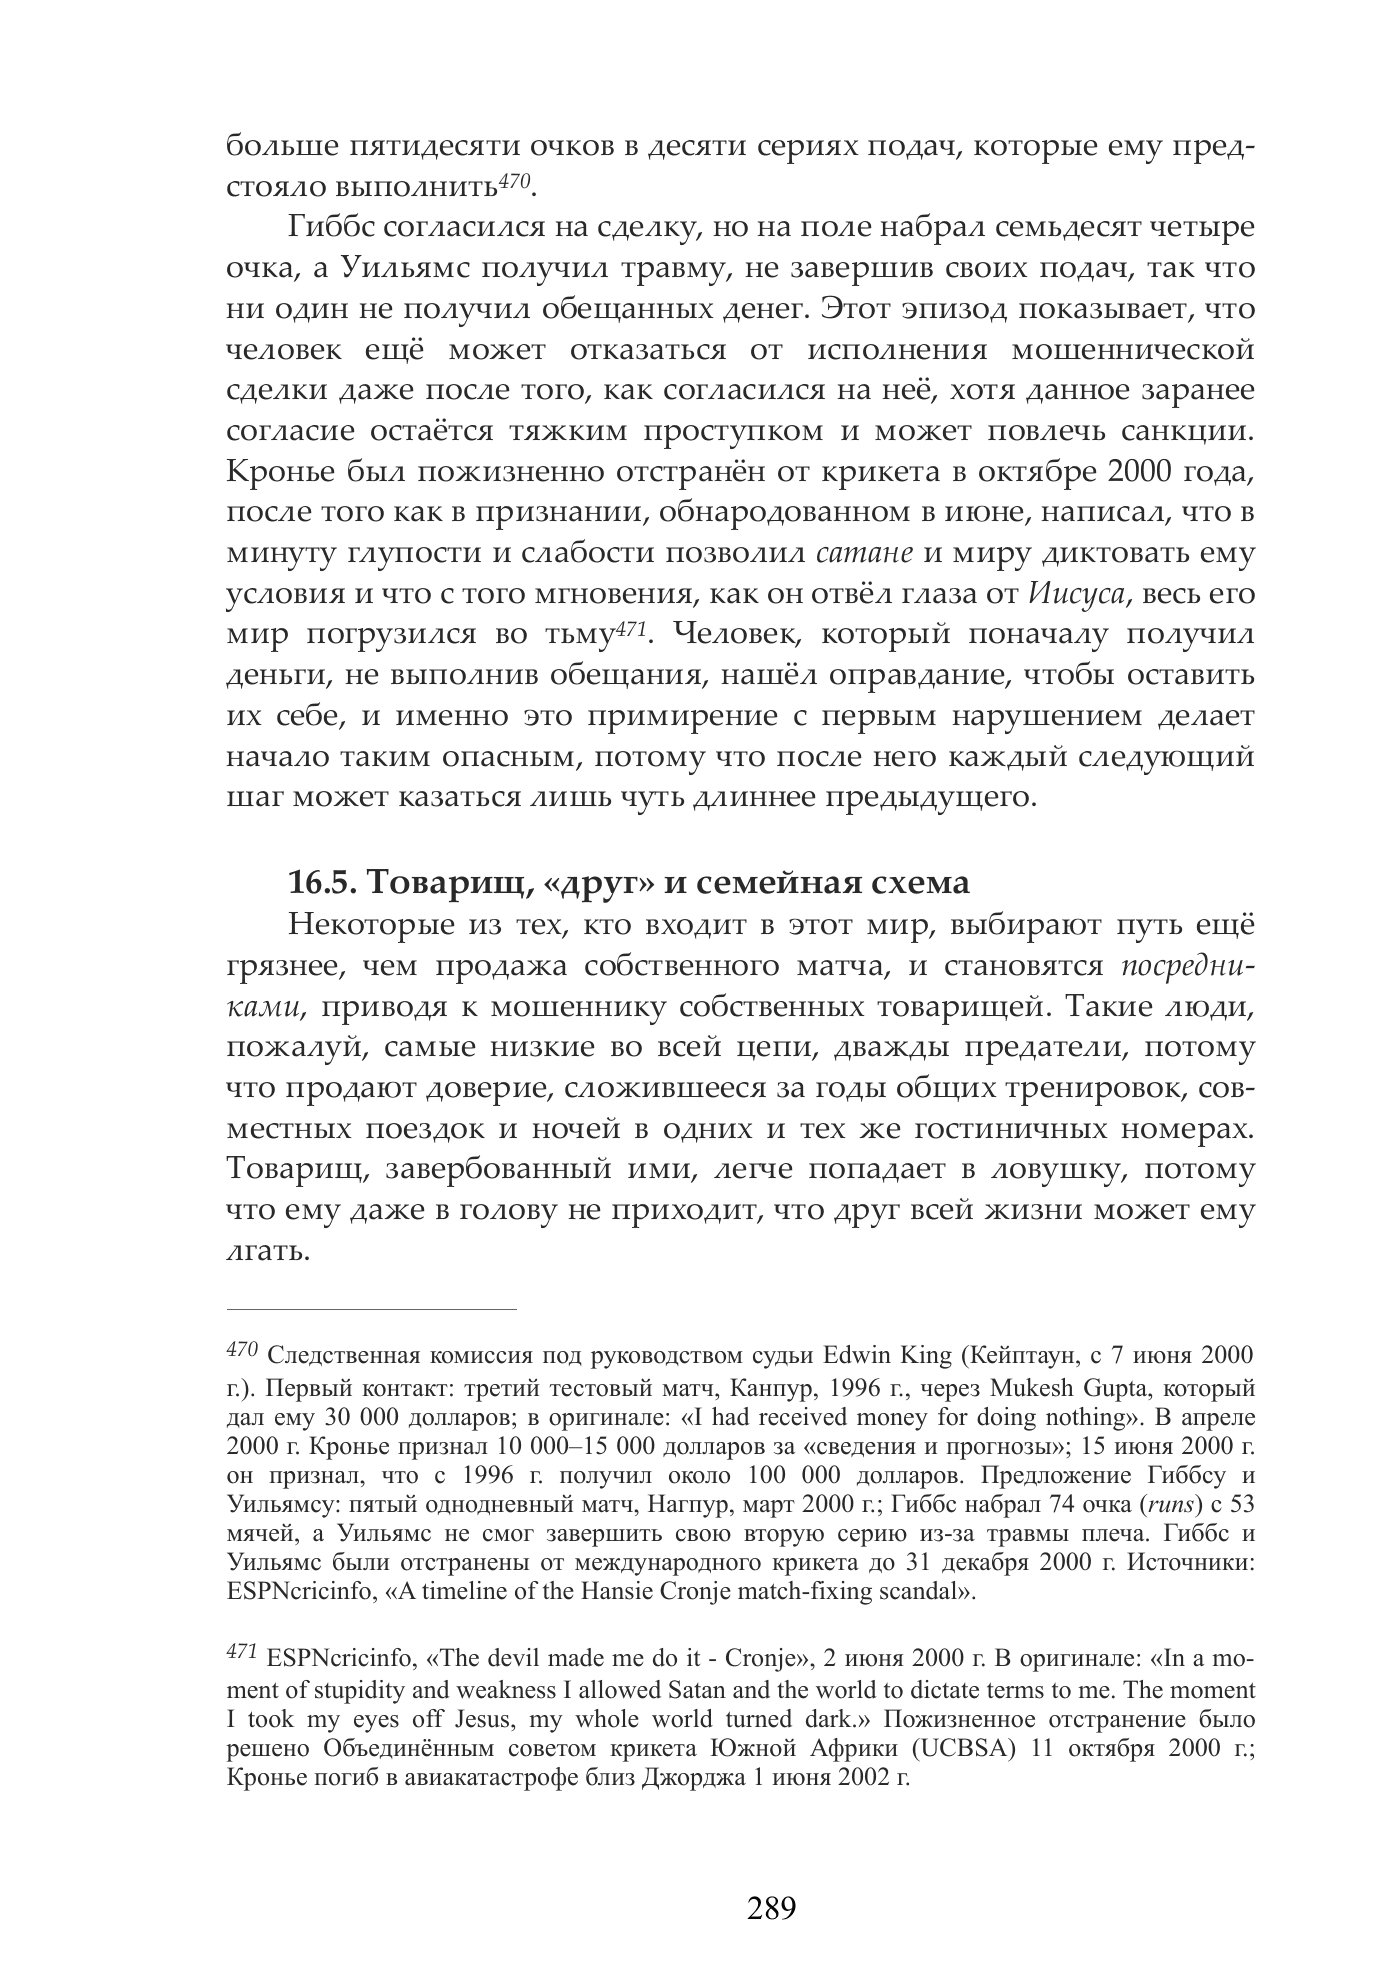 больше пятидесяти очков в десяти сериях подач, которые ему пред-
стояло выполнить470.
Гиббс согласился на сделку, но на поле набрал семьдесят четыре
очка, а Уильямс получил травму, не завершив своих подач, так что
ни один не получил обещанных денег. Этот эпизод показывает, что
человек ещё может отказаться от исполнения мошеннической
сделки даже после того, как согласился на неё, хотя данное заранее
согласие остаётся тяжким проступком и может повлечь санкции.
Кронье был пожизненно отстранён от крикета в октябре 2000 года,
после того как в признании, обнародованном в июне, написал, что в
минуту глупости и слабости позволил сатане и миру диктовать ему
условия и что с того мгновения, как он отвёл глаза от Иисуса, весь его
мир погрузился во тьму471. Человек, который поначалу получил
деньги, не выполнив обещания, нашёл оправдание, чтобы оставить
их себе, и именно это примирение с первым нарушением делает
начало таким опасным, потому что после него каждый следующий
шаг может казаться лишь чуть длиннее предыдущего.
16.5. Товарищ, «друг» и семейная схема
Некоторые из тех, кто входит в этот мир, выбирают путь ещё
грязнее, чем продажа собственного матча, и становятся посредни-
ками, приводя к мошеннику собственных товарищей. Такие люди,
пожалуй, самые низкие во всей цепи, дважды предатели, потому
что продают доверие, сложившееся за годы общих тренировок, сов-
местных поездок и ночей в одних и тех же гостиничных номерах.
Товарищ, завербованный ими, легче попадает в ловушку, потому
что ему даже в голову не приходит, что друг всей жизни может ему
лгать.
470 Следственная комиссия под руководством судьи Edwin King (Кейптаун, с 7 июня 2000
г.). Первый контакт: третий тестовый матч, Канпур, 1996 г., через Mukesh Gupta, который
дал ему 30 000 долларов; в оригинале: «I had received money for doing nothing». В апреле
2000 г. Кронье признал 10 000–15 000 долларов за «сведения и прогнозы»; 15 июня 2000 г.
он признал, что с 1996 г. получил около 100 000 долларов. Предложение Гиббсу и
Уильямсу: пятый однодневный матч, Нагпур, март 2000 г.; Гиббс набрал 74 очка (runs) с 53
мячей, а Уильямс не смог завершить свою вторую серию из-за травмы плеча. Гиббс и
Уильямс были отстранены от международного крикета до 31 декабря 2000 г. Источники:
ESPNcricinfo, «A timeline of the Hansie Cronje match-fixing scandal».
471 ESPNcricinfo, «The devil made me do it - Cronje», 2 июня 2000 г. В оригинале: «In a mo-
ment of stupidity and weakness I allowed Satan and the world to dictate terms to me. The moment
I took my eyes off Jesus, my whole world turned dark.» Пожизненное отстранение было
решено Объединённым советом крикета Южной Африки (UCBSA) 11 октября 2000 г.;
Кронье погиб в авиакатастрофе близ Джорджа 1 июня 2002 г.
289